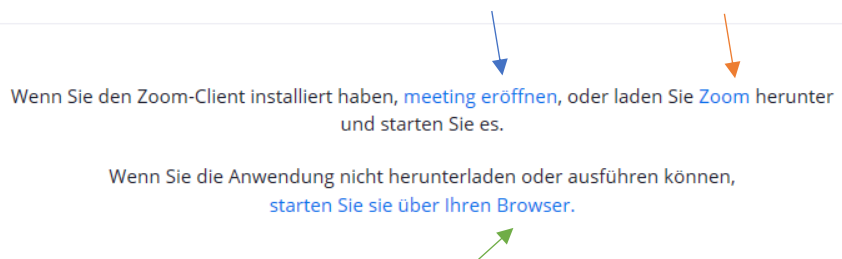 Wenn Sie den Zoom-Client installiert haben, meeting eröffnen, oder laden Sie Zoom herunter
und starten Sie es.
Wenn Sie die Anwendung nicht herunterladen oder ausführen können,
starten Sie sie über Ihren Browser.